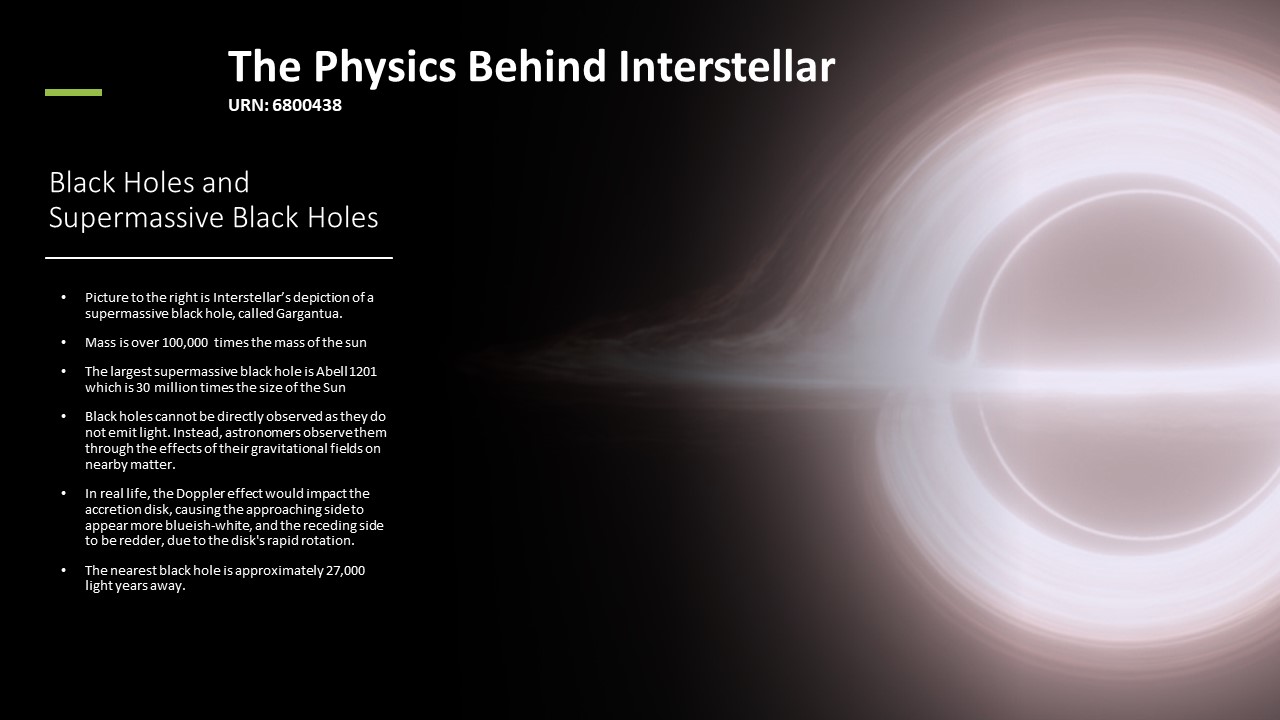 The Physics Behind Interstellar
URN: 6800438
Black Holes and
Supermassive Black Holes
• Picture to the right is Interstellar's depiction of a
supermassive black hole, called Gargantua.
• Mass is over 100,000  times the mass of the sun
• The largest supermassive black hole is Abell 1201
which is 30 million times the size of the Sun
• Black holes cannot be directly observed as they do
not emit light. Instead, astronomers observe them
through the effects of their gravitational fields on
nearby matter.
• In real life, the Doppler effect would impact the
accretion disk, causing the approaching side to
appear more blueish-white, and the receding side
to be redder, due to the disk's rapid rotation.
• The nearest black hole is approximately 27,000
light years away.